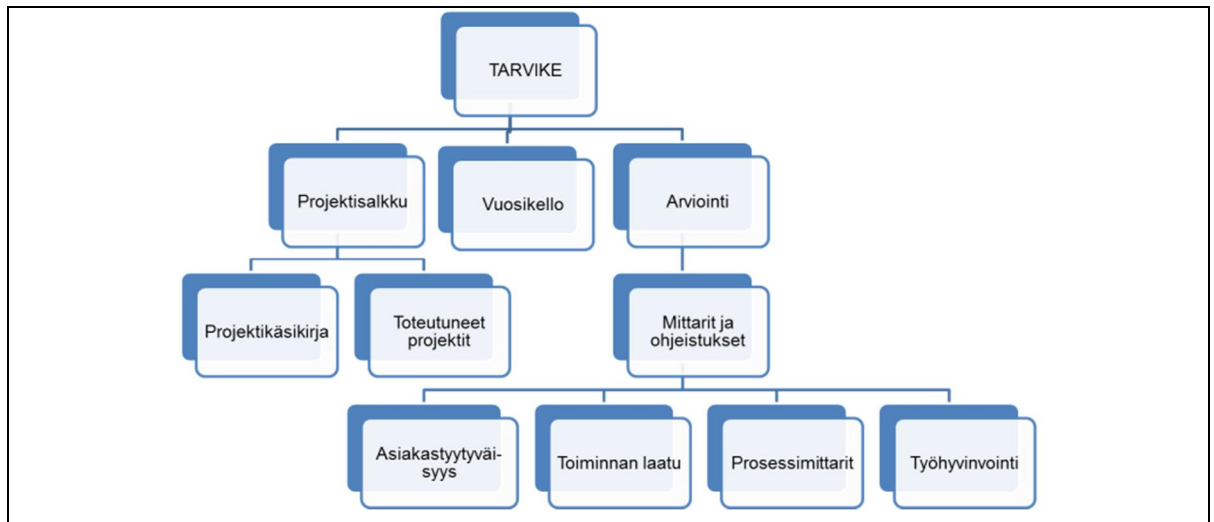 TARVIKE
Projektisalkku
Vuosikello
Arviointi
Projektikäsikirja
Toteutuneet
projektit
Mittarit ja
ohjeistukset
Asiakastyytyväi-
syys
Toiminnan laatu
Prosessimittarit
Työhyvinvointi